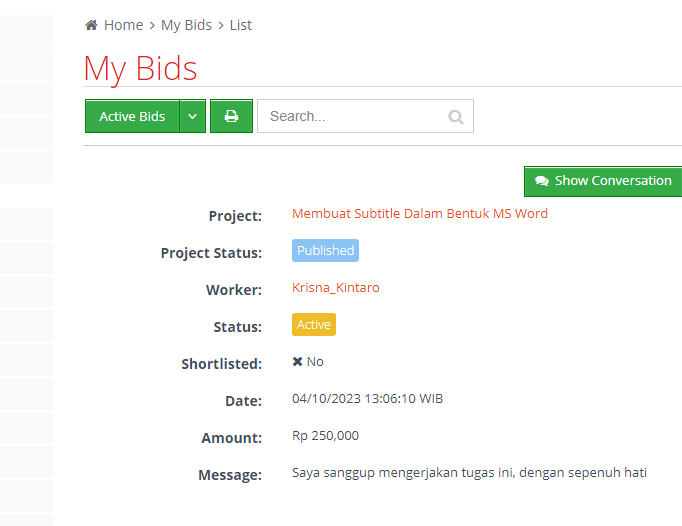 Home > My Bids > List
My Bids
Active Bids
Search...
Show Conversation
Project: Membuat Subtitle Dalam Bentuk MS Word
Project Status: Published
Worker: Krisna_Kintaro
Status: Active
Shortlisted: ✖ No
Date: 04/10/2023 13:06:10 WIB
Amount: Rp 250,000
Message: Saya sanggup mengerjakan tugas ini, dengan sepenuh hati